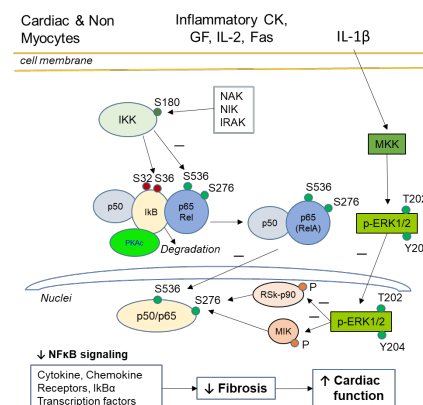 Cardiac & Non
Myocytes
Inflammatory CK,
GF, IL-2, Fas
IL-1β
cell membrane
S180
NAK
NIK
IRAK
IKK
MKK
S32 S36
S536
S276
p50
IkB
p65
Rel
PKAc
Degradation
S536
S276
p50
p65
(RelA)
T202
p-ERK1/2
Y20
Nuclei
S536
S276
p50/p65
RSk-p90
P
MIK
P
T202
p-ERK1/2
Y204
↓ NFκB signaling
Cytokine, Chemokine
Receptors, IkBα
Transcription factors
↓ Fibrosis
↑ Cardiac
function